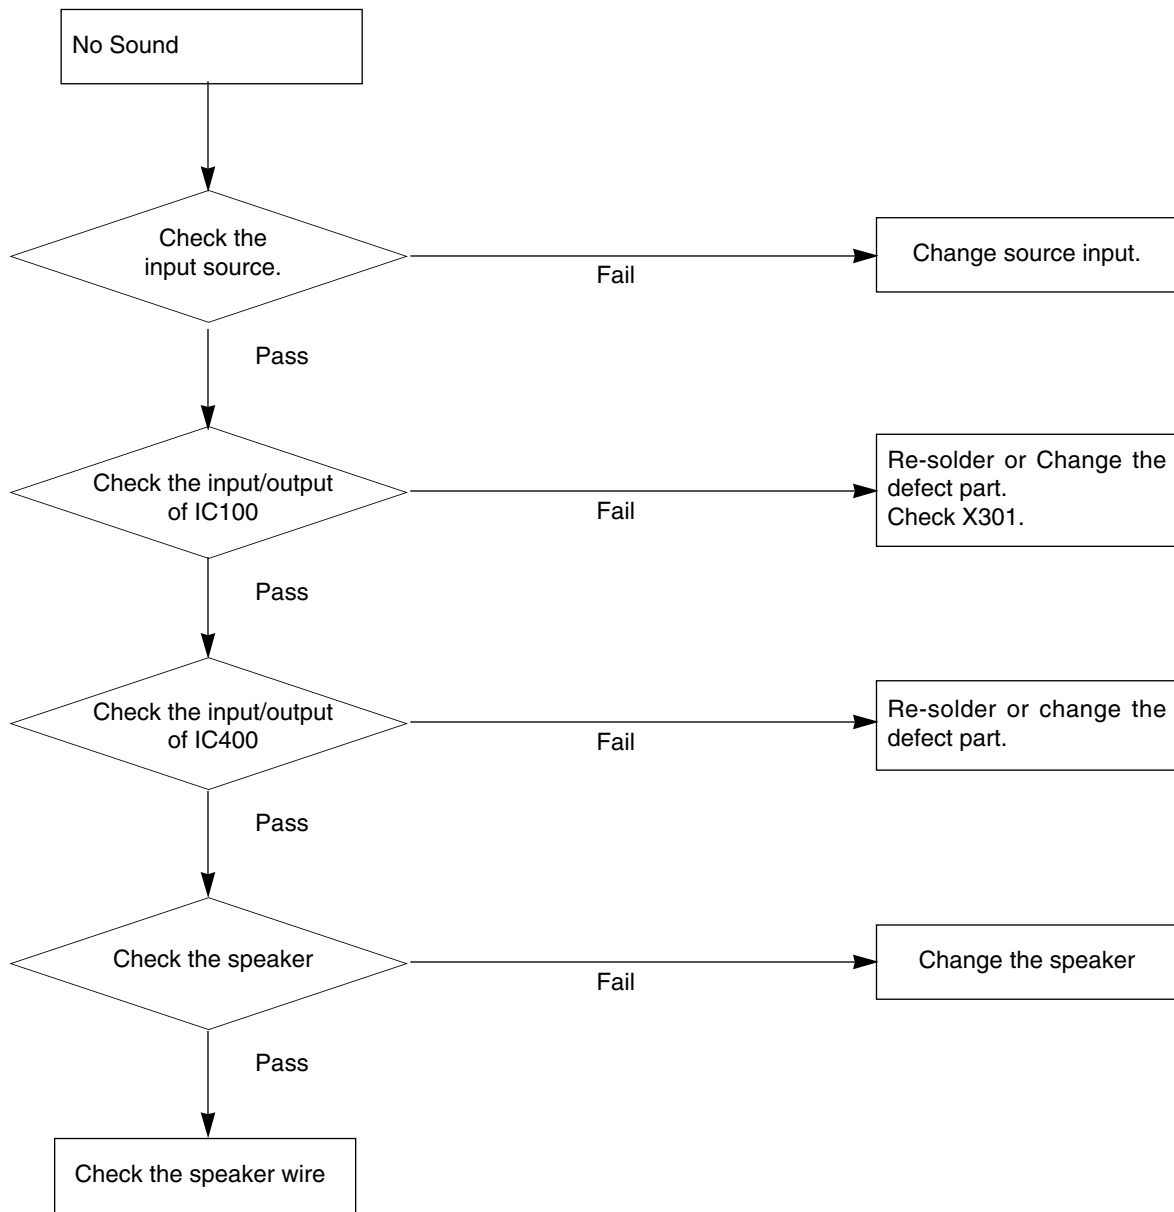 No Sound
Check the
input source.
Fail
Change source input.
Pass
Check the input/output
of IC100
Fail
Re-solder or Change the
defect part.
Check X301.
Pass
Check the input/output
of IC400
Fail
Re-solder or change the
defect part.
Pass
Check the speaker
Fail
Change the speaker
Pass
Check the speaker wire